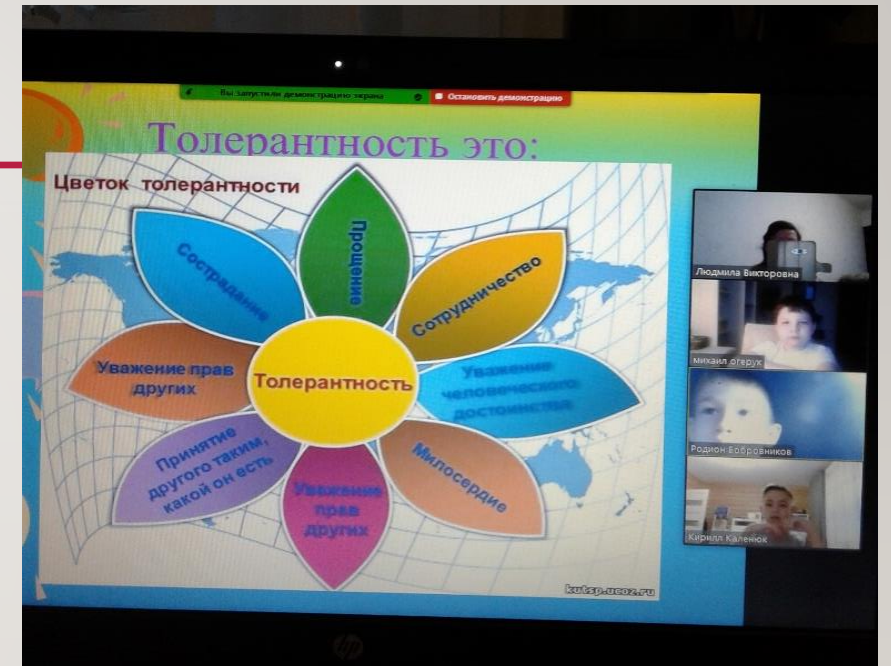 Вы запустили демонстрацию экрана
Остановить демонстрацию
Толерантность это:
Цветок толерантности
Прощение
Сострадание
Сотрудничество
Уважение прав
других
Толерантность
Уважение
человеческого
достоинства
Принятие
другого таким,
какой он есть
Уважение
прав
других
Милосердие
kutsp.ucoz.ru
Людмила Викторовна
михаил огерук
Родион Бобровников
Кирилл Каленюк
hp